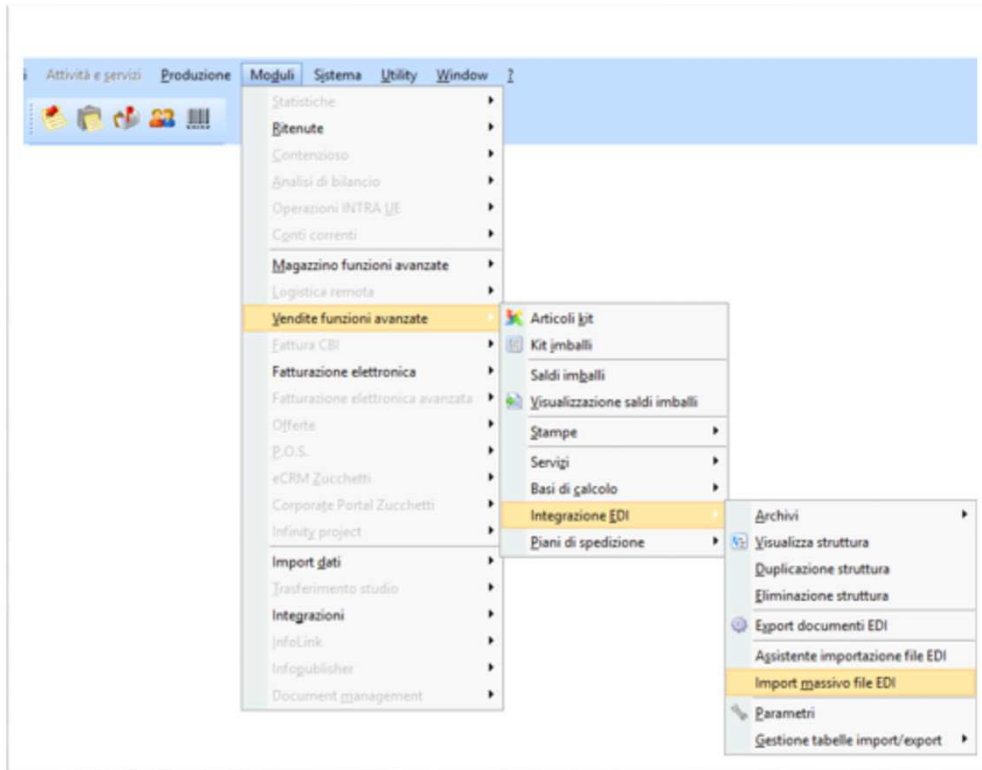 Attività e servizi Produzione Moduli Sistema Utility Window ?
Statistiche
Ritenute
Contenzioso
Analisi di bilancio
Operazioni INTRA UE
Conti correnti
Magazzino funzioni avanzate
Logistica remota
Vendite funzioni avanzate
Fattura CBI
Fatturazione elettronica
Fatturazione elettronica avanzata
Offerte
P.O.S.
eCRM Zucchetti
Corporate Portal Zucchetti
Infinity project
Import dati
Trasferimento studio
Integrazioni
InfoLink
Infopublisher
Document management
Articoli kit
Kit imballi
Saldi imballi
Visualizzazione saldi imballi
Stampe
Servizi
Basi di calcolo
Integrazione EDI
Piani di spedizione
Archivi
Visualizza struttura
Duplicazione struttura
Eliminazione struttura
Export documenti EDI
Assistente importazione file EDI
Import massivo file EDI
Parametri
Gestione tabelle import/export